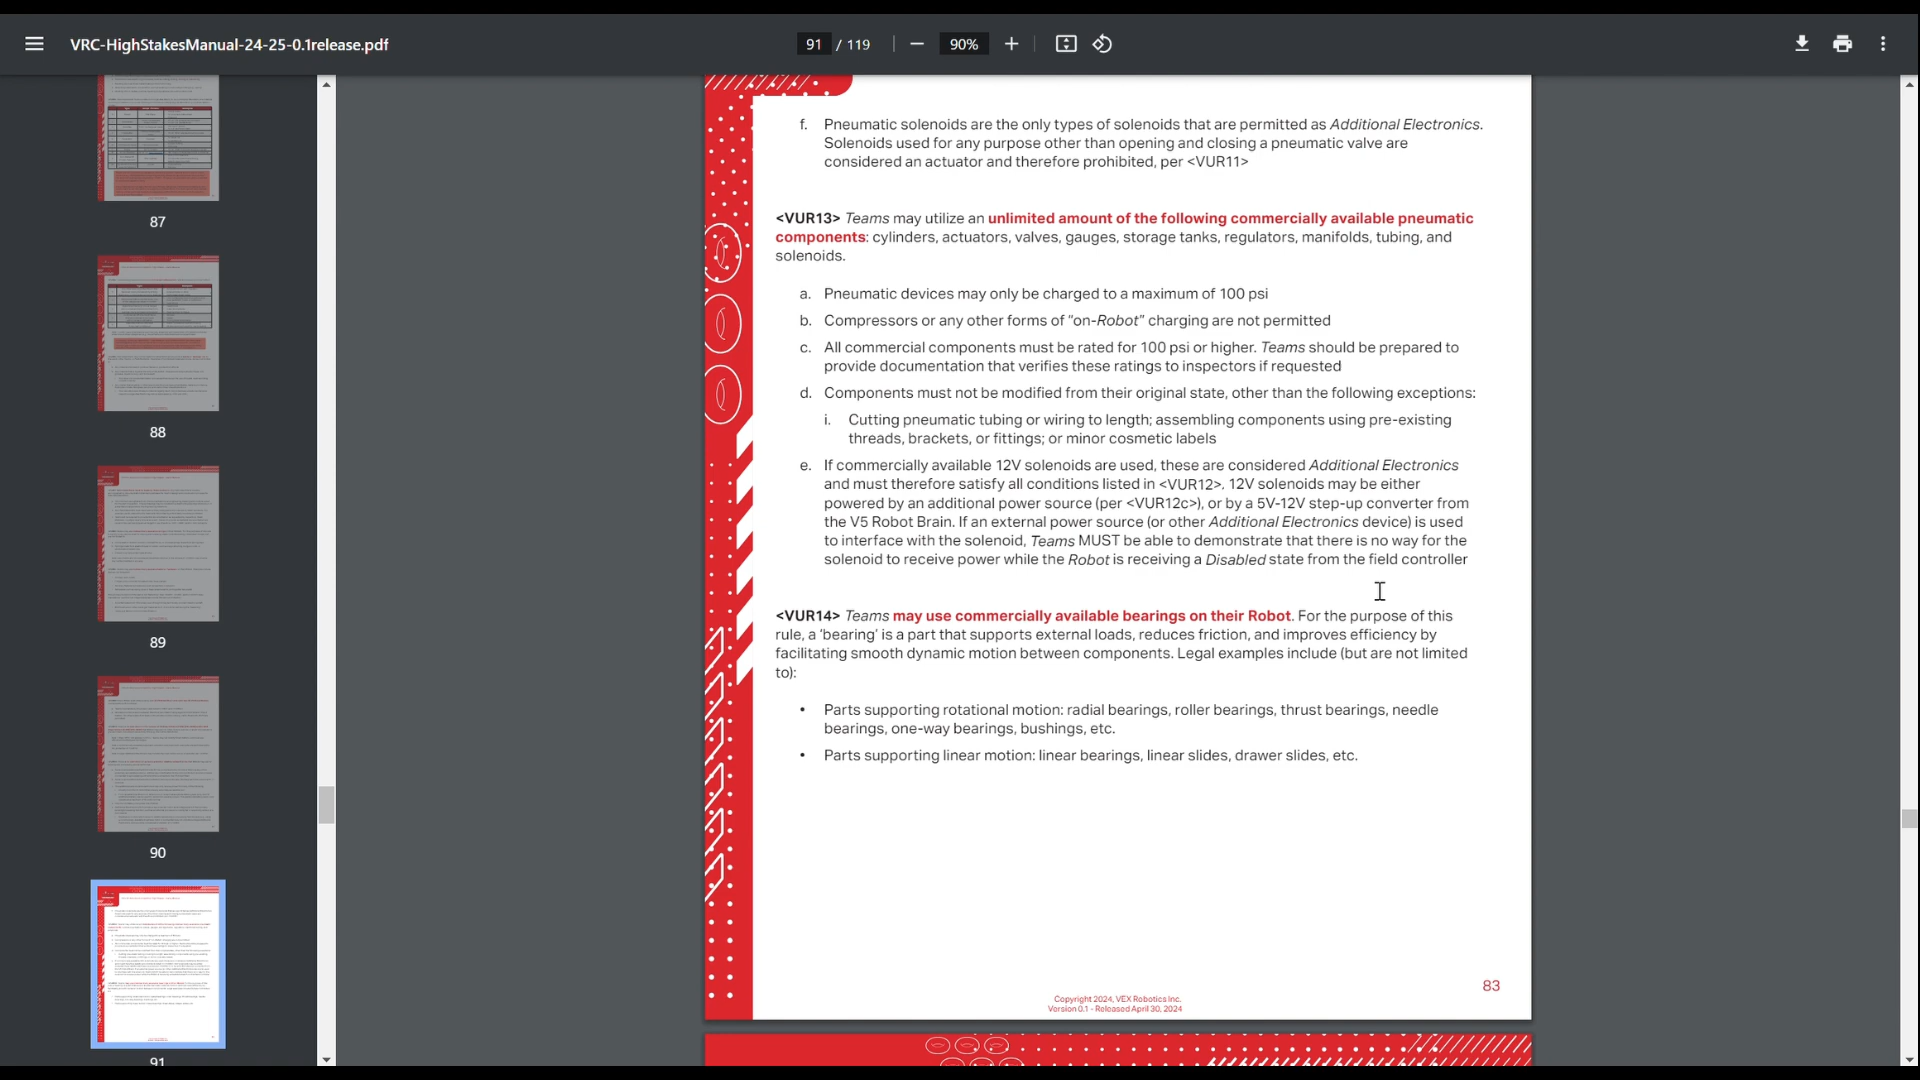 VRC-HighStakesManual-24-25-0.1release.pdf
91 / 119
90%
87
88
89
90
91
f. Pneumatic solenoids are the only types of solenoids that are permitted as Additional Electronics.
Solenoids used for any purpose other than opening and closing a pneumatic valve are
considered an actuator and therefore prohibited, per <VUR11>
<VUR13> Teams may utilize an unlimited amount of the following commercially available pneumatic
components: cylinders, actuators, valves, gauges, storage tanks, regulators, manifolds, tubing, and
solenoids.
a. Pneumatic devices may only be charged to a maximum of 100 psi
b. Compressors or any other forms of “on-Robot” charging are not permitted
c. All commercial components must be rated for 100 psi or higher. Teams should be prepared to
provide documentation that verifies these ratings to inspectors if requested
d. Components must not be modified from their original state, other than the following exceptions:
i. Cutting pneumatic tubing or wiring to length; assembling components using pre-existing
threads, brackets, or fittings; or minor cosmetic labels
e. If commercially available 12V solenoids are used, these are considered Additional Electronics
and must therefore satisfy all conditions listed in <VUR12>. 12V solenoids may be either
powered by an additional power source (per <VUR12c>), or by a 5V-12V step-up converter from
the V5 Robot Brain. If an external power source (or other Additional Electronics device) is used
to interface with the solenoid, Teams MUST be able to demonstrate that there is no way for the
solenoid to receive power while the Robot is receiving a Disabled state from the field controller
<VUR14> Teams may use commercially available bearings on their Robot. For the purpose of this
rule, a ‘bearing’ is a part that supports external loads, reduces friction, and improves efficiency by
facilitating smooth dynamic motion between components. Legal examples include (but are not limited
to):
• Parts supporting rotational motion: radial bearings, roller bearings, thrust bearings, needle
bearings, one-way bearings, bushings, etc.
• Parts supporting linear motion: linear bearings, linear slides, drawer slides, etc.
83
Copyright 2024, VEX Robotics Inc.
Version 0.1 - Released April 30, 2024